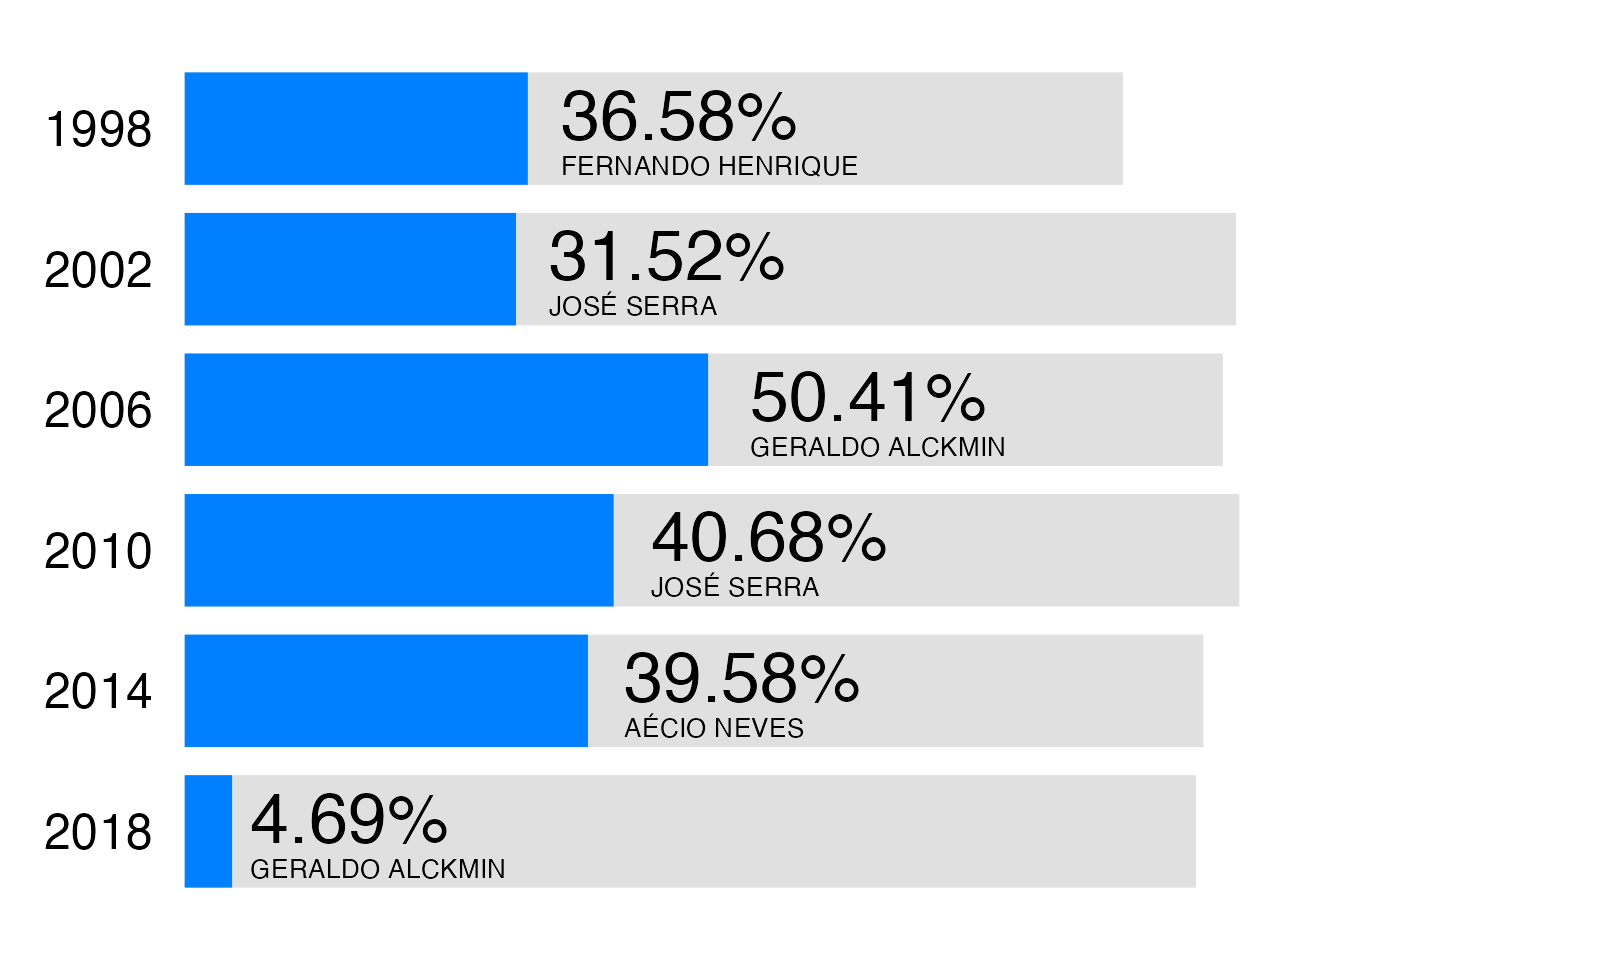 1998
36.58%
FERNANDO HENRIQUE
2002
31.52%
JOSÉ SERRA
2006
50.41%
GERALDO ALCKMIN
2010
40.68%
JOSÉ SERRA
2014
39.58%
AÉCIO NEVES
2018
4.69%
GERALDO ALCKMIN